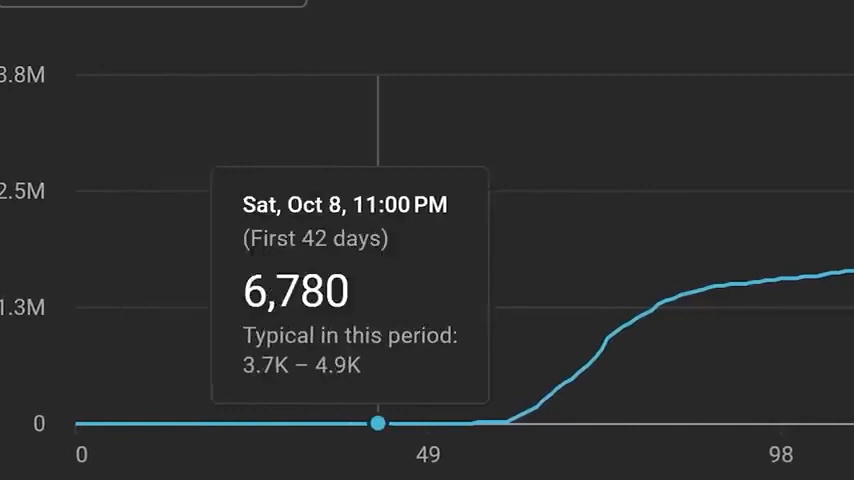 3.8M
2.5M
1.3M
0
Sat, Oct 8, 11:00 PM
(First 42 days)
6,780
Typical in this period:
3.7K – 4.9K
0
49
98